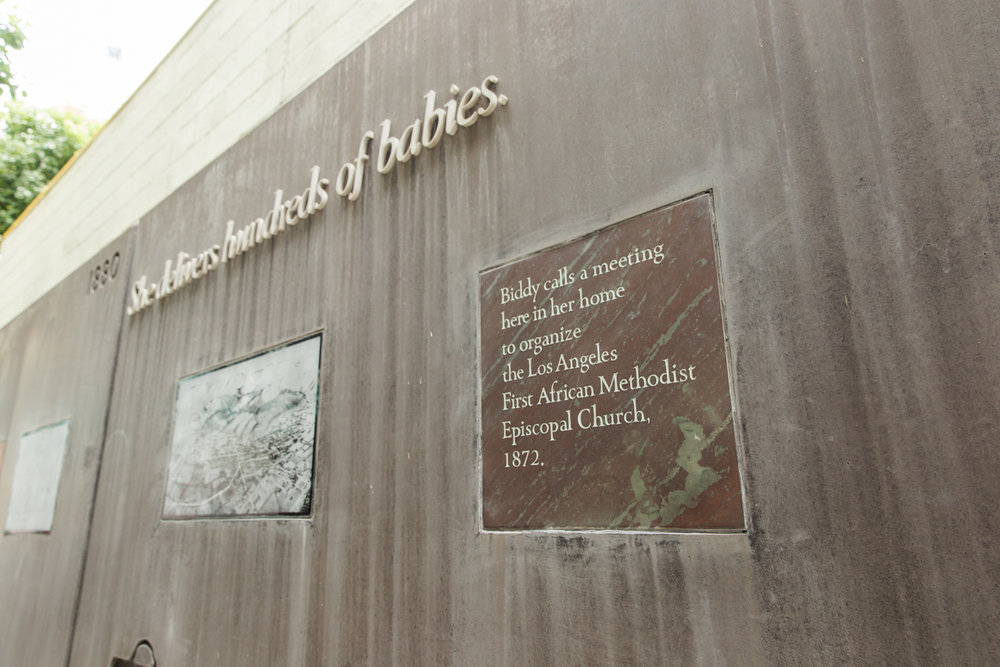 She delivers hundreds of babies.
1880
Biddy calls a meeting
here in her home
to organize
the Los Angeles
First African Methodist
Episcopal Church,
1872.